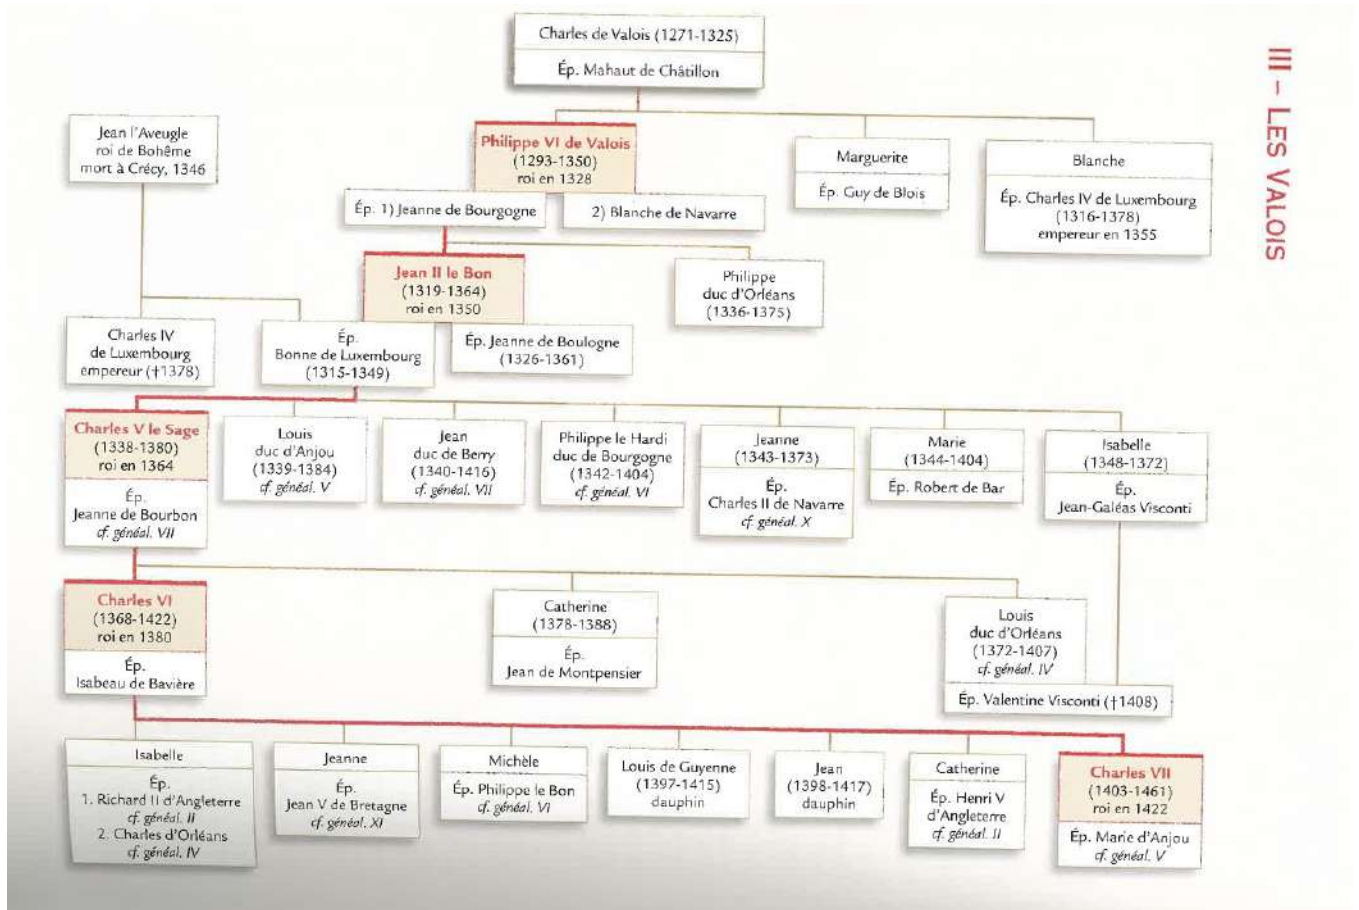 III – LES VALOIS
Charles de Valois (1271-1325)
Ép. Mahaut de Châtillon
Jean l'Aveugle
roi de Bohême
mort à Crécy, 1346
Philippe VI de Valois
(1293-1350)
roi en 1328
Ép. 1) Jeanne de Bourgogne
2) Blanche de Navarre
Marguerite
Ép. Guy de Blois
Blanche
Ép. Charles IV de Luxembourg
(1316-1378)
empereur en 1355
Jean II le Bon
(1319-1364)
roi en 1350
Philippe
duc d'Orléans
(1336-1375)
Charles IV
de Luxembourg
empereur (†1378)
Ép.
Bonne de Luxembourg
(1315-1349)
Ép. Jeanne de Boulogne
(1326-1361)
Charles V le Sage
(1338-1380)
roi en 1364
Ép.
Jeanne de Bourbon
cf. généal. VII
Louis
duc d'Anjou
(1339-1384)
cf. généal. V
Jean
duc de Berry
(1340-1416)
cf. généal. VII
Philippe le Hardi
duc de Bourgogne
(1342-1404)
cf. généal. VI
Jeanne
(1343-1373)
Ép.
Charles II de Navarre
cf. généal. X
Marie
(1344-1404)
Ép. Robert de Bar
Isabelle
(1348-1372)
Ép.
Jean-Galéas Visconti
Charles VI
(1368-1422)
roi en 1380
Ép.
Isabeau de Bavière
Catherine
(1378-1388)
Ép.
Jean de Montpensier
Louis
duc d'Orléans
(1372-1407)
cf. généal. IV
Ép. Valentine Visconti (†1408)
Isabelle
Ép.
1. Richard II d'Angleterre
cf. généal. II
2. Charles d'Orléans
cf. généal. IV
Jeanne
Ép.
Jean V de Bretagne
cf. généal. XI
Michèle
Ép. Philippe le Bon
cf. généal. VI
Louis de Guyenne
(1397-1415)
dauphin
Jean
(1398-1417)
dauphin
Catherine
Ép. Henri V
d'Angleterre
cf. généal. II
Charles VII
(1403-1461)
roi en 1422
Ép. Marie d'Anjou
cf. généal. V